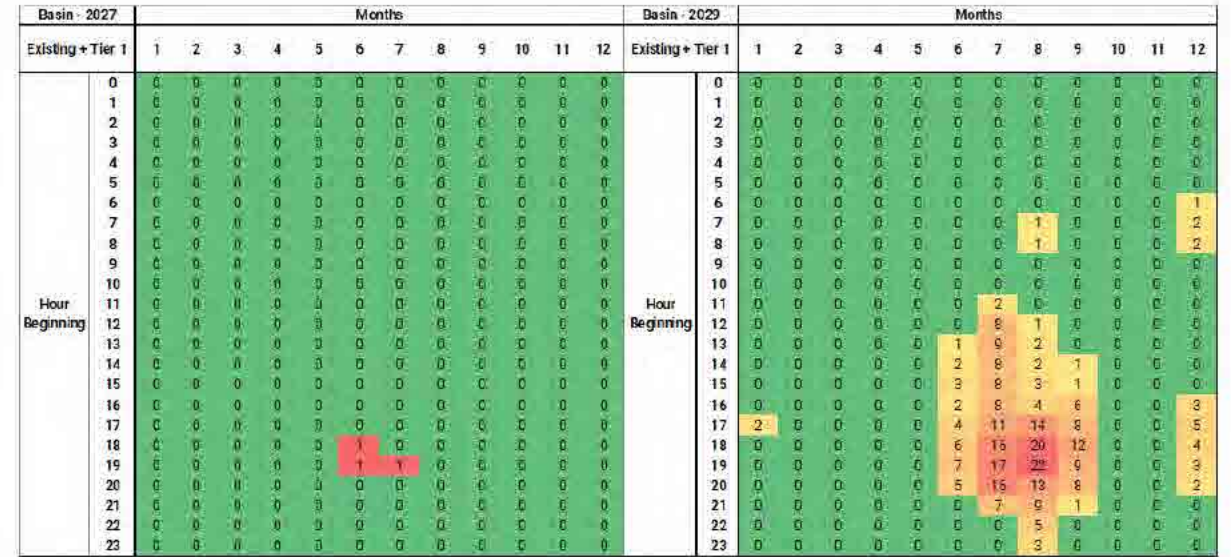 Basin - 2027 Months Basin - 2029 Months
Existing + Tier 1 1 2 3 4 5 6 7 8 9 10 11 12 Existing + Tier 1 1 2 3 4 5 6 7 8 9 10 11 12
0 0 0 0 0 0 0 0 0 0 0 0 0 0 0 0 0 0 0 0 0 0 0 0 0 0
1 0 0 0 0 0 0 0 0 0 0 0 0 1 0 0 0 0 0 0 0 0 0 0 0 0
2 0 0 0 0 0 0 0 0 0 0 0 0 2 0 0 0 0 0 0 0 0 0 0 0 0
3 0 0 0 0 0 0 0 0 0 0 0 0 3 0 0 0 0 0 0 0 0 0 0 0 0
4 0 0 0 0 0 0 0 0 0 0 0 0 4 0 0 0 0 0 0 0 0 0 0 0 0
5 0 0 0 0 0 0 0 0 0 0 0 0 5 0 0 0 0 0 0 0 0 0 0 0 0
6 0 0 0 0 0 0 0 0 0 0 0 0 6 0 0 0 0 0 0 0 0 0 0 0 1
7 0 0 0 0 0 0 0 0 0 0 0 0 7 0 0 0 0 0 0 0 1 0 0 0 2
8 0 0 0 0 0 0 0 0 0 0 0 0 8 0 0 0 0 0 0 0 1 0 0 0 2
9 0 0 0 0 0 0 0 0 0 0 0 0 9 0 0 0 0 0 0 0 0 0 0 0 0
10 0 0 0 0 0 0 0 0 0 0 0 0 10 0 0 0 0 0 0 0 0 0 0 0 0
Hour 11 0 0 0 0 0 0 0 0 0 0 0 0 Hour 11 0 0 0 0 0 0 2 0 0 0 0 0
Beginning 12 0 0 0 0 0 0 0 0 0 0 0 0 Beginning 12 0 0 0 0 0 0 8 1 0 0 0 0
13 0 0 0 0 0 0 0 0 0 0 0 0 13 0 0 0 0 0 1 9 2 0 0 0 0
14 0 0 0 0 0 0 0 0 0 0 0 0 14 0 0 0 0 0 2 8 2 1 0 0 0
15 0 0 0 0 0 0 0 0 0 0 0 0 15 0 0 0 0 0 3 8 3 1 0 0 0
16 0 0 0 0 0 0 0 0 0 0 0 0 16 0 0 0 0 0 2 8 4 6 0 0 3
17 0 0 0 0 0 0 0 0 0 0 0 0 17 2 0 0 0 0 4 11 14 8 0 0 5
18 0 0 0 0 0 1 0 0 0 0 0 0 18 0 0 0 0 0 6 16 20 12 0 0 4
19 0 0 0 0 0 1 1 0 0 0 0 0 19 0 0 0 0 0 7 17 22 9 0 0 3
20 0 0 0 0 0 0 0 0 0 0 0 0 20 0 0 0 0 0 5 16 13 8 0 0 2
21 0 0 0 0 0 0 0 0 0 0 0 0 21 0 0 0 0 0 0 7 9 1 0 0 0
22 0 0 0 0 0 0 0 0 0 0 0 0 22 0 0 0 0 0 0 0 5 0 0 0 0
23 0 0 0 0 0 0 0 0 0 0 0 0 23 0 0 0 0 0 0 0 3 0 0 0 0